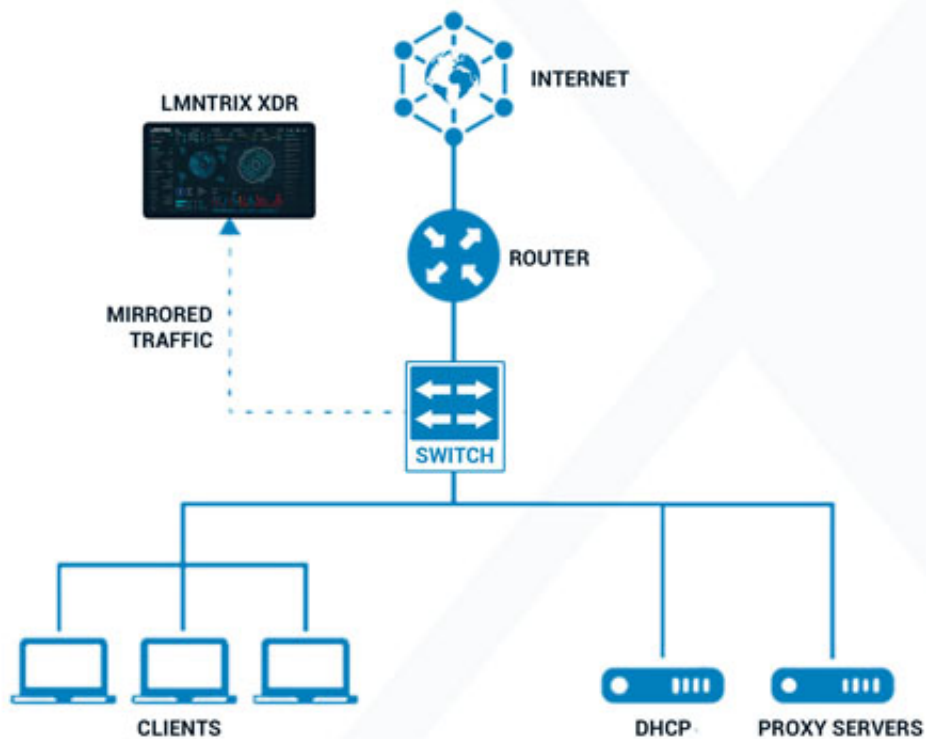 INTERNET
LMNTRIX XDR
ROUTER
MIRRORED
TRAFFIC
SWITCH
CLIENTS
DHCP
PROXY SERVERS